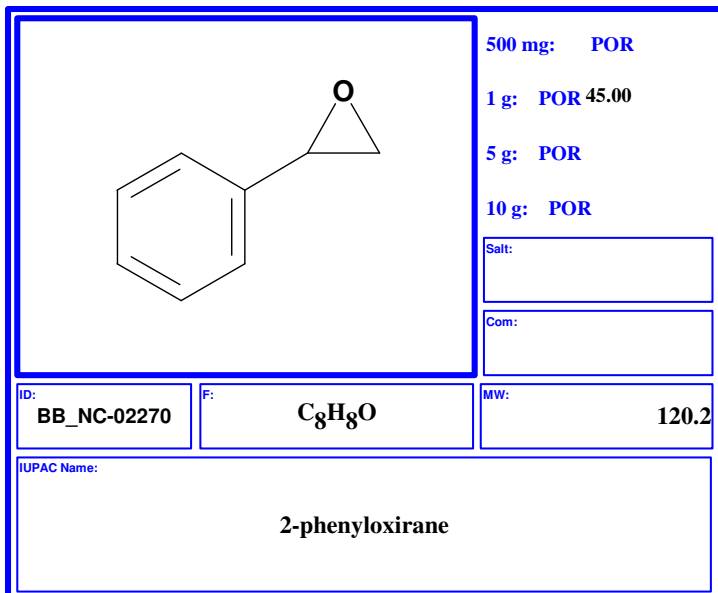 O
500 mg: POR
1 g: POR 45.00
5 g: POR
10 g: POR
Salt:
Com:
ID:
BB_NC-02270
F:
C8H8O
MW:
120.2
IUPAC Name:
2-phenyloxirane